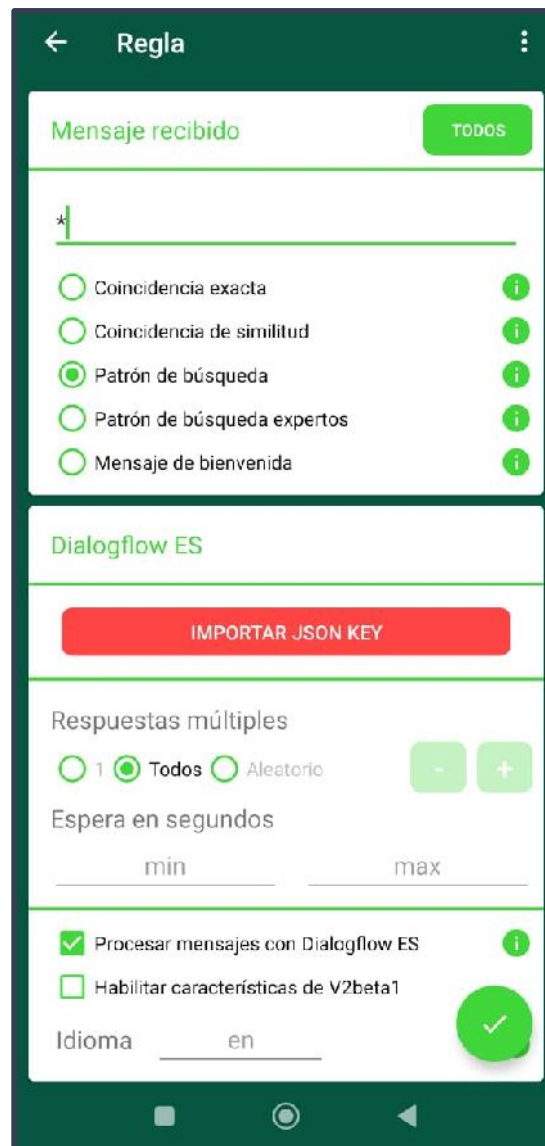 Regla
Mensaje recibido
TODOS
*
Coincidencia exacta
Coincidencia de similitud
Patrón de búsqueda
Patrón de búsqueda expertos
Mensaje de bienvenida
Dialogflow ES
IMPORTAR JSON KEY
Respuestas múltiples
1 Todos Aleatorio - +
Espera en segundos
min max
Procesar mensajes con Dialogflow ES
Habilitar características de V2beta1
Idioma en